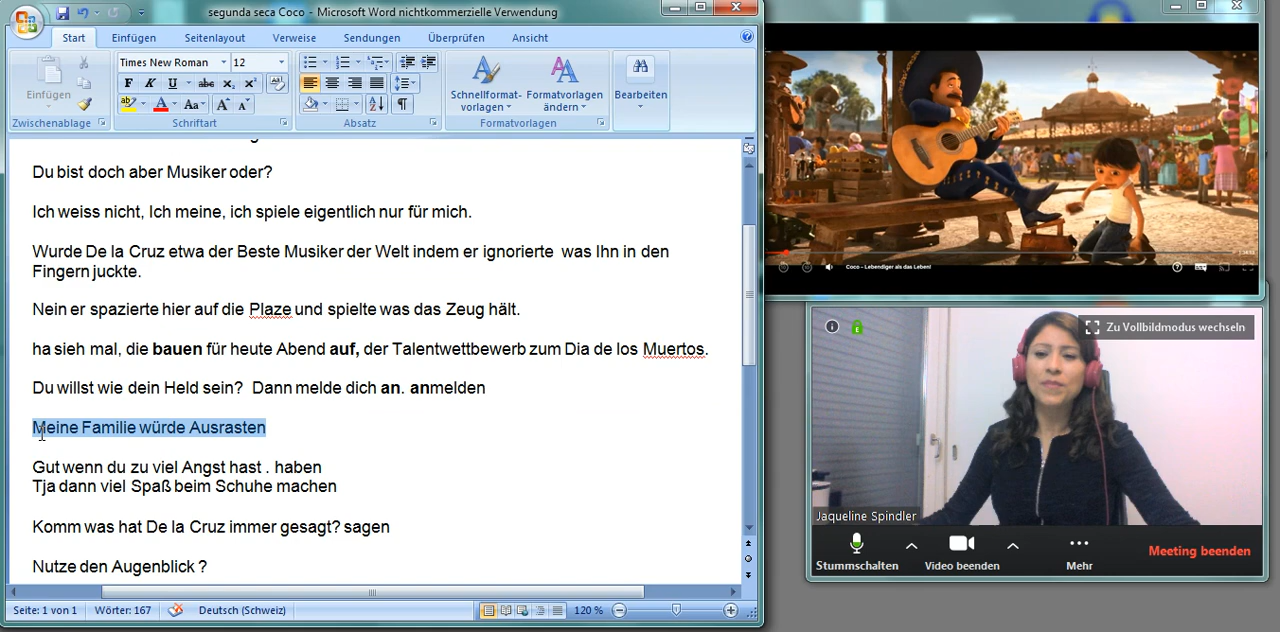 segunda seca Coco - Microsoft Word nichtkommerzielle Verwendung
Start Einfügen Seitenlayout Verweise Sendungen Überprüfen Ansicht
Times New Roman 12
Einfügen
Schnellformat-vorlagen
Formatvorlagen ändern
Bearbeiten
Zwischenablage Schriftart Absatz Formatvorlagen
Du bist doch aber Musiker oder?
Ich weiss nicht, Ich meine, ich spiele eigentlich nur für mich.
Wurde De la Cruz etwa der Beste Musiker der Welt indem er ignorierte was Ihn in den
Fingern juckte.
Nein er spazierte hier auf die Plaze und spielte was das Zeug hält.
ha sieh mal, die bauen für heute Abend auf, der Talentwettbewerb zum Dia de los Muertos.
Du willst wie dein Held sein? Dann melde dich an. anmelden
Meine Familie würde Ausrasten
Gut wenn du zu viel Angst hast . haben
Tja dann viel Spaß beim Schuhe machen
Komm was hat De la Cruz immer gesagt? sagen
Nutze den Augenblick ?
Seite: 1 von 1 Wörter: 167 Deutsch (Schweiz) 120 %
Coco - Lebendiger als das Leben!
Zu Vollbildmodus wechseln
Jaqueline Spindler
Stummschalten Video beenden Mehr Meeting beenden